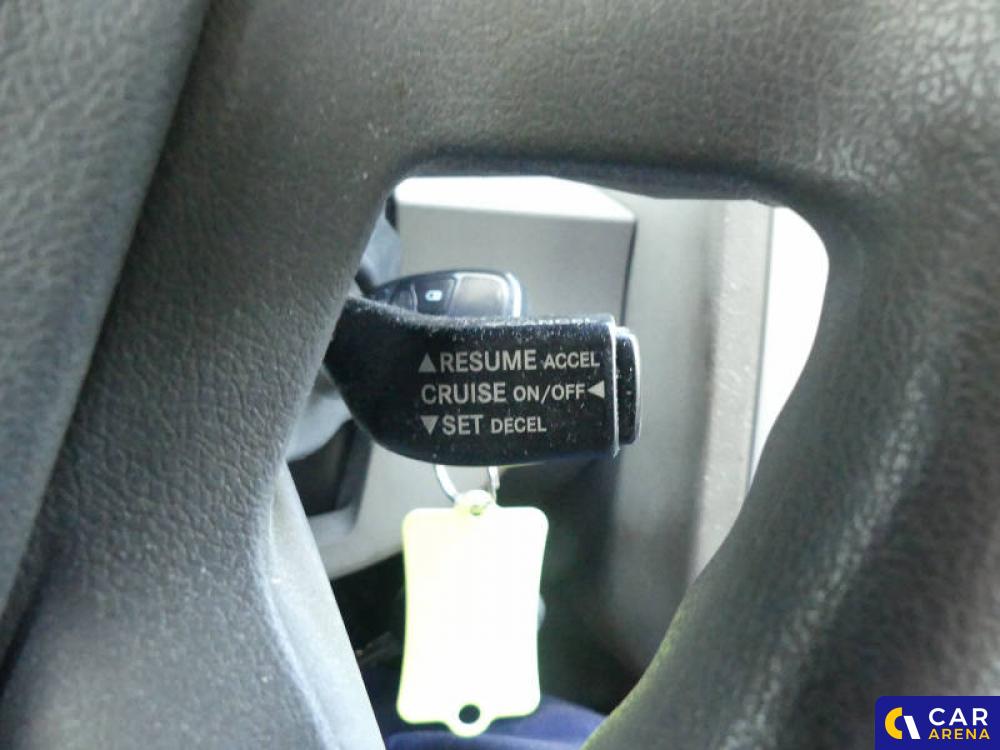 ▲RESUME ACCEL
CRUISE ON/OFF◀
▼SET DECEL
CAR
ARENA